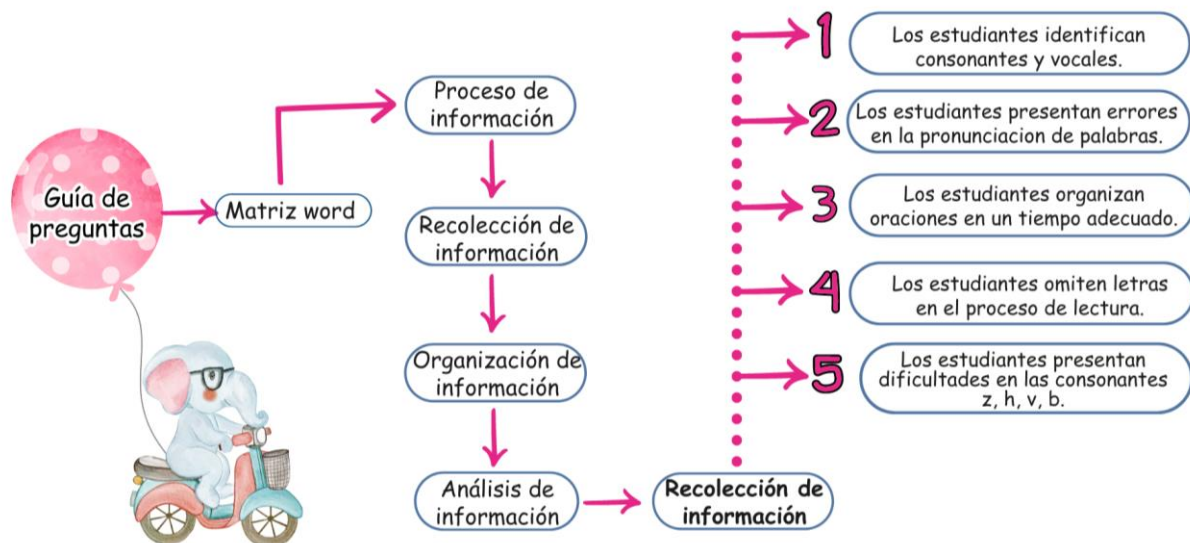 Guía de
preguntas
Matriz word
Proceso de
información
Recolección de
información
Organización de
información
Análisis de
información
Recolección de
información
1
Los estudiantes identifican
consonantes y vocales.
2
Los estudiantes presentan errores
en la pronunciacion de palabras.
3
Los estudiantes organizan
oraciones en un tiempo adecuado.
4
Los estudiantes omiten letras
en el proceso de lectura.
5
Los estudiantes presentan
dificultades en las consonantes
z, h, v, b.